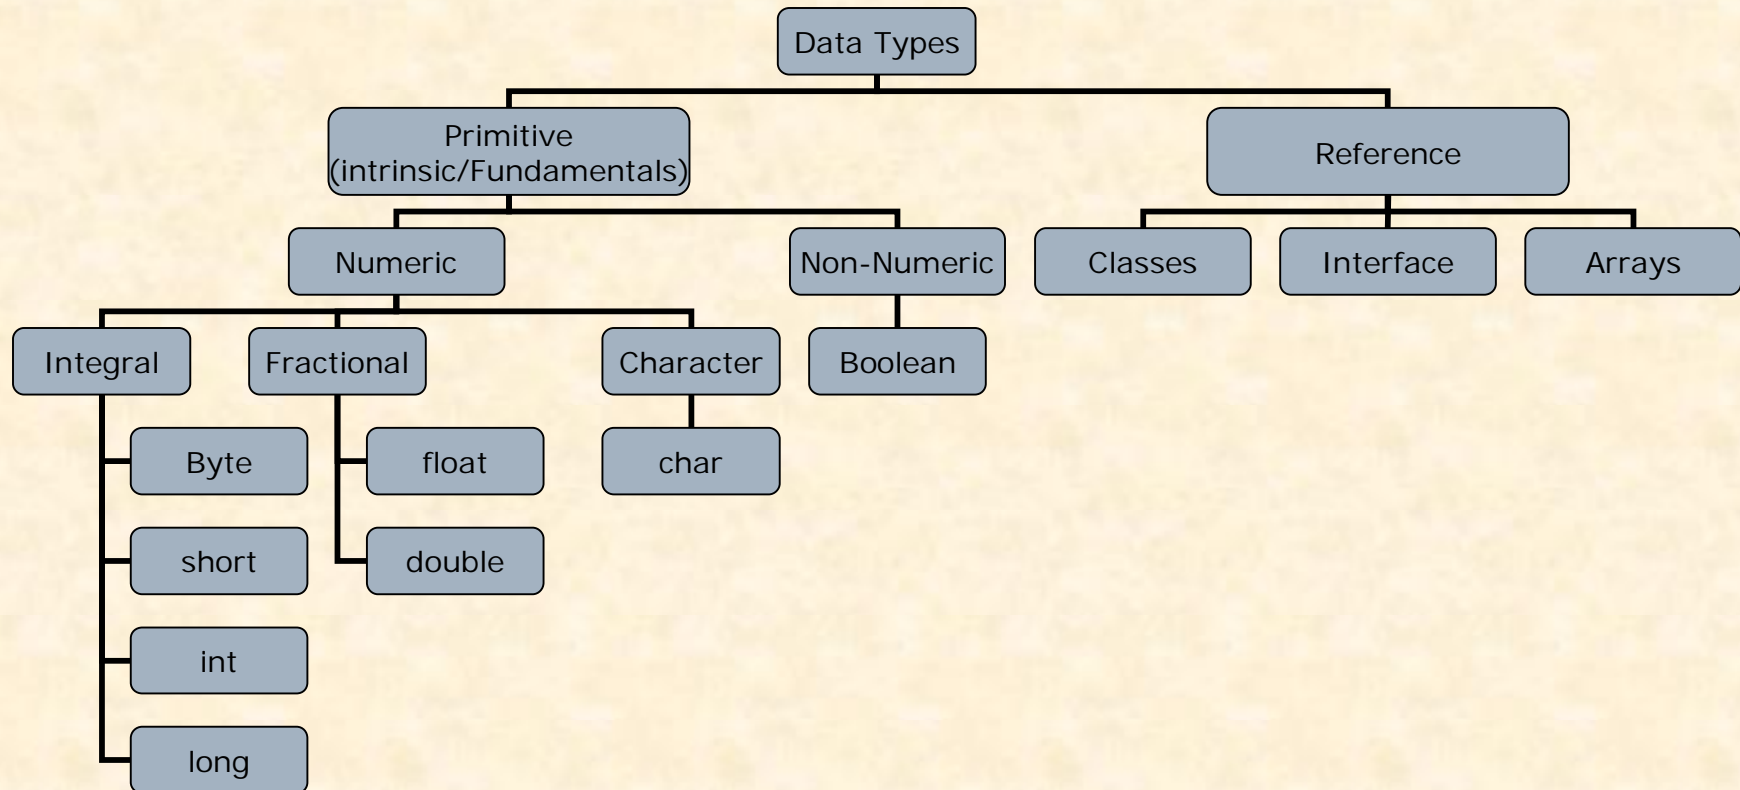 Data Types
Primitive
(intrinsic/Fundamentals)
Reference
Numeric
Non-Numeric
Classes
Interface
Arrays
Integral
Fractional
Character
Boolean
Byte
float
char
short
double
int
long